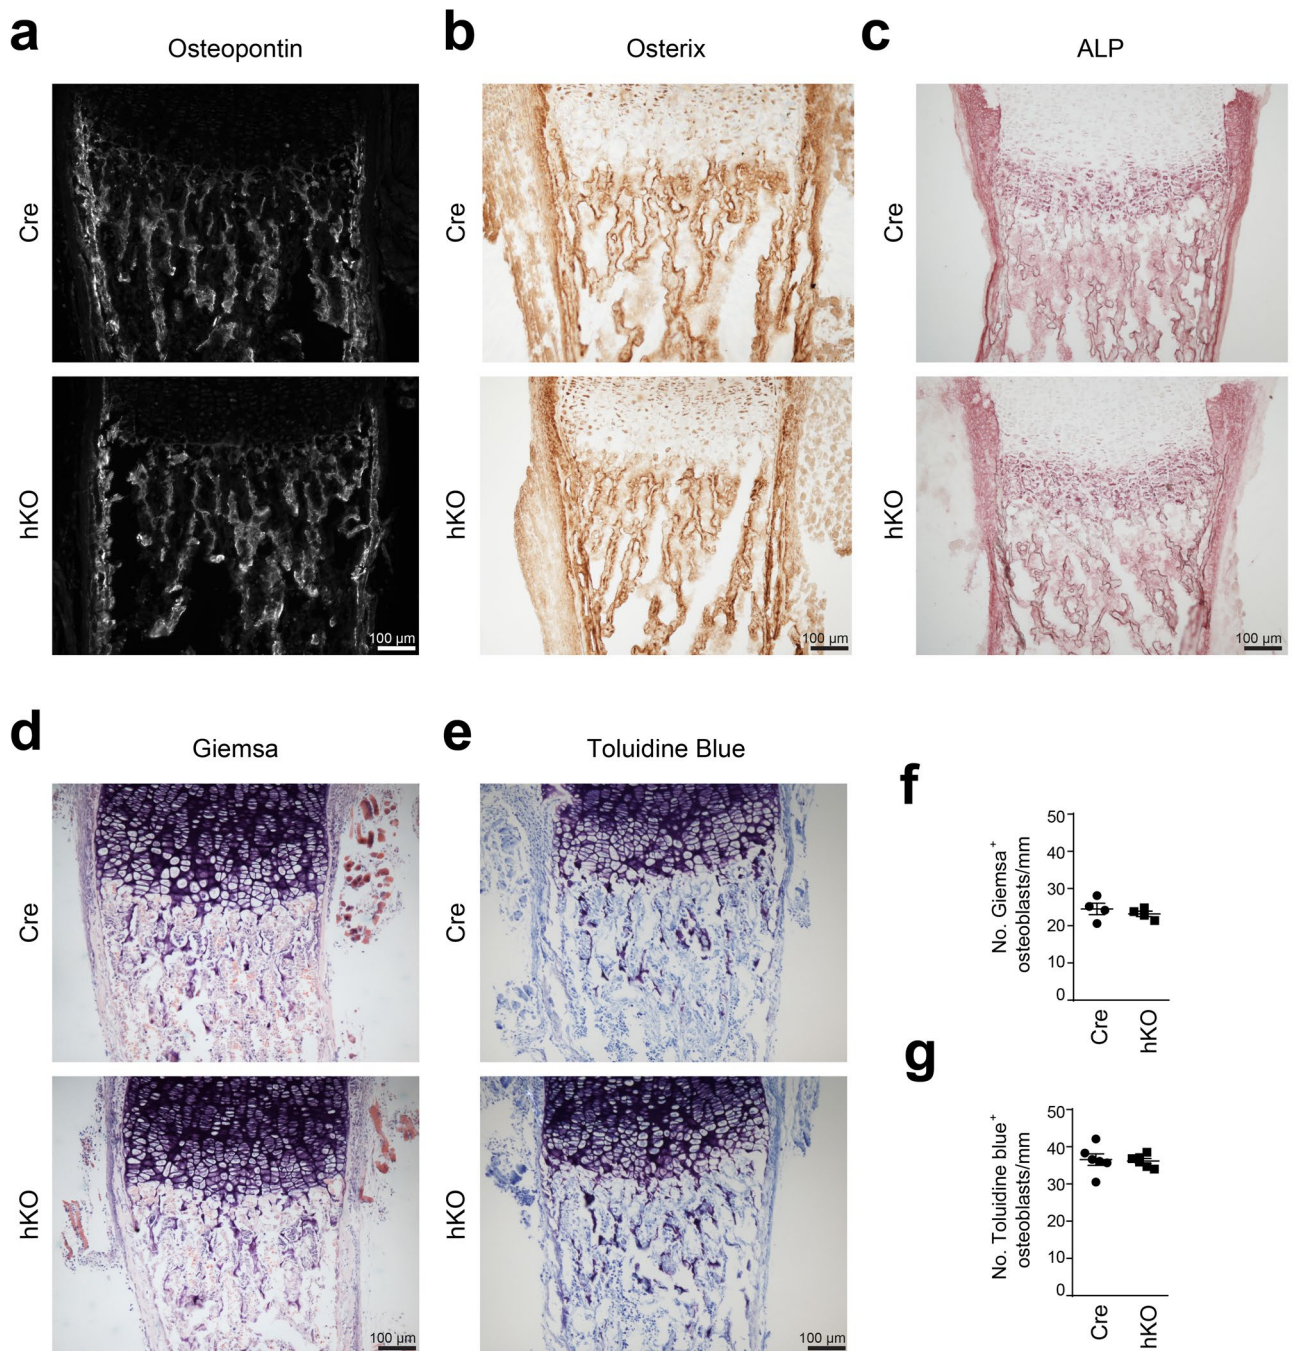 a
Osteopontin
b
Osterix
c
ALP
Cre
Cre
Cre
hKO
hKO
hKO
100 µm
100 µm
100 µm
d
Giemsa
e
Toluidine Blue
Cre
Cre
hKO
hKO
100 µm
100 µm
f
No. Giemsa⁺
osteoblasts/mm
50
40
30
20
10
0
Cre
hKO
g
No. Toluidine blue⁺
osteoblasts/mm
50
40
30
20
10
0
Cre
hKO